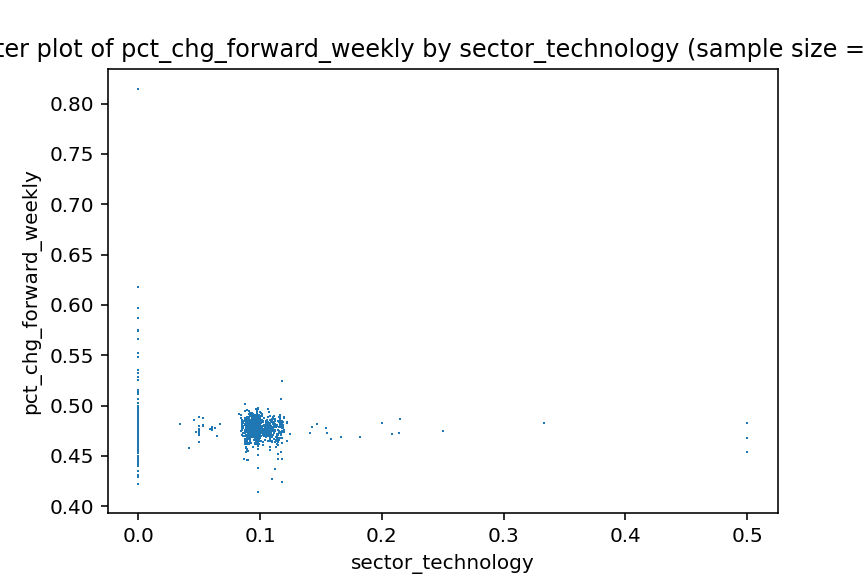 plot of pct_chg_forward_weekly by sector_technology (sample size =
0.80
0.75
0.70
0.65
0.60
0.55
0.50
0.45
0.40
pct_chg_forward_weekly
0.0 0.1 0.2 0.3 0.4 0.5
sector_technology